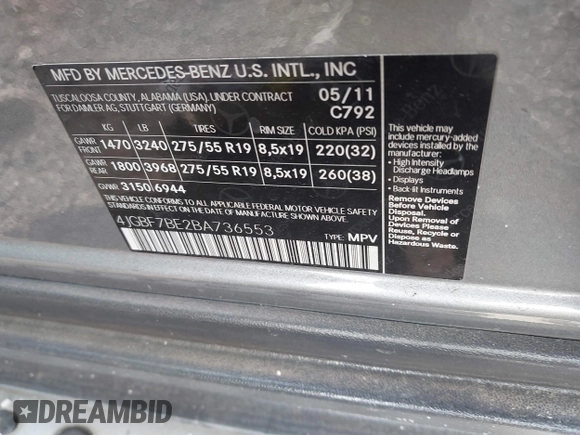 MFD BY MERCEDES-BENZ U.S. INTL., INC
TUSCALOOSA COUNTY, ALABAMA (USA), UNDER CONTRACT 05/11
FOR DAIMLER AG, STUTTGART (GERMANY) C792
KG LB TIRES RIM SIZE COLD KPA (PSI)
GAWR FRONT 1470 3240 275/55 R19 8,5x19 220(32)
GAWR REAR 1800 3968 275/55 R19 8,5x19 260(38)
GVWR 3150 6944
THIS VEHICLE CONFORMS TO ALL APPLICABLE FEDERAL MOTOR VEHICLE SAFETY
STANDARDS IN EFFECT ON THE DATE OF MANUFACTURE SHOWN ABOVE.
4JGBF7BE2BA736553
TYPE: MPV
This vehicle may include
mercury-added
devices installed by the
manufacturer:
- High Intensity
Discharge Headlamps
- Displays
- Back-lit Instruments
Remove Devices
Before Vehicle
Disposal.
Upon Removal of
Devices Please
Reuse, Recycle or
Dispose as
Hazardous Waste.
DREAMBID